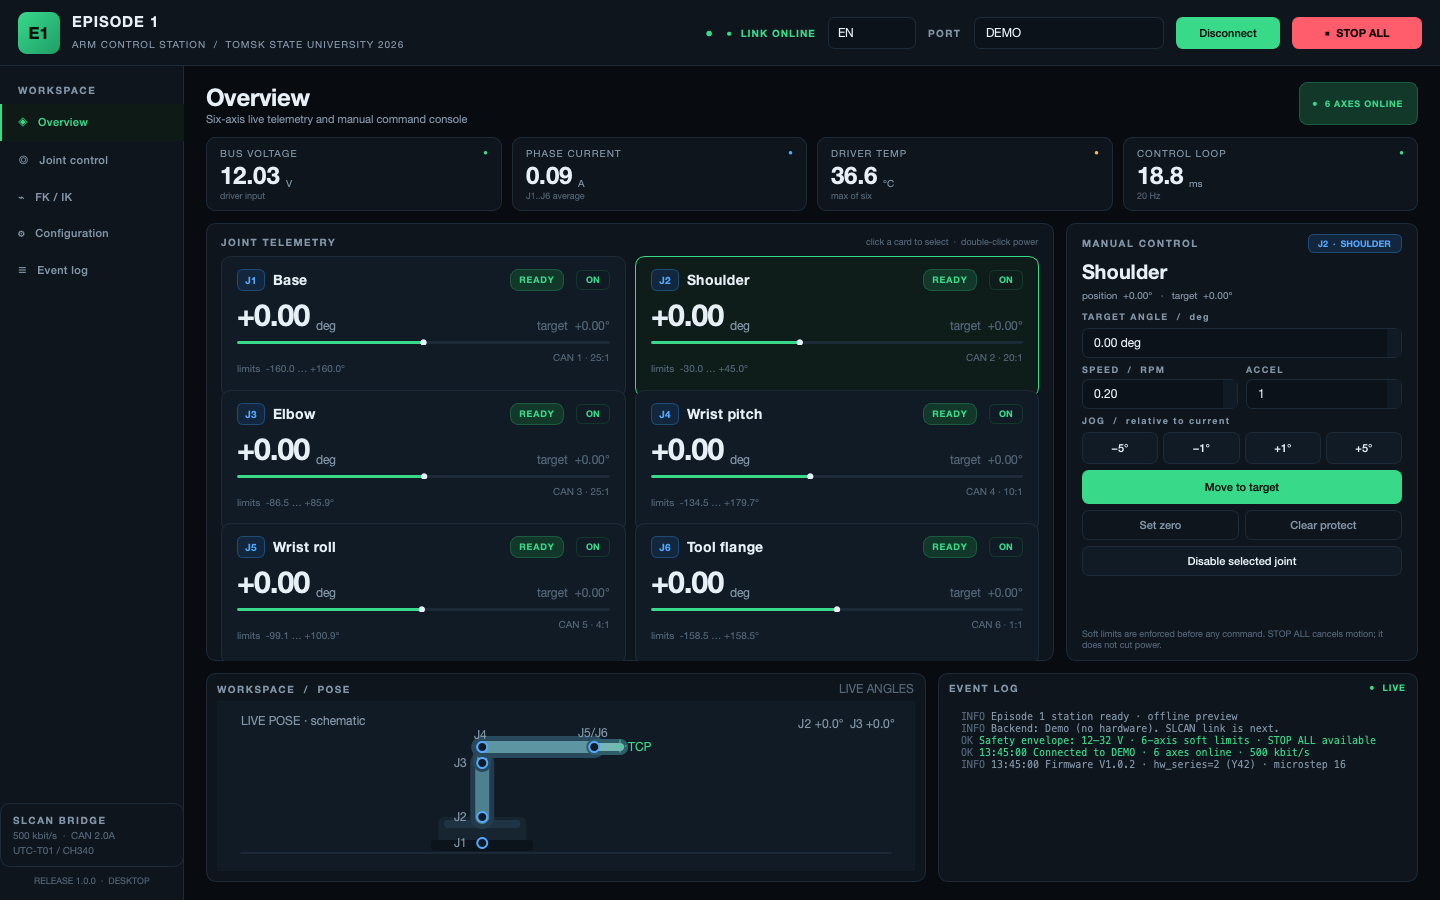 E1
EPISODE 1
ARM CONTROL STATION / TOMSK STATE UNIVERSITY 2026
LINK ONLINE
EN
PORT
DEMO
Disconnect
STOP ALL
WORKSPACE
Overview
Joint control
FK / IK
Configuration
Event log
SLCAN BRIDGE
500 kbit/s · CAN 2.0A
UTC-T01 / CH340
RELEASE 1.0.0 · DESKTOP
Overview
Six-axis live telemetry and manual command console
6 AXES ONLINE
BUS VOLTAGE
12.03 V
driver input
PHASE CURRENT
0.09 A
J1..J6 average
DRIVER TEMP
36.6 °C
max of six
CONTROL LOOP
18.8 ms
20 Hz
JOINT TELEMETRY
click a card to select · double-click power
J1 Base READY ON
+0.00 deg target +0.00°
CAN 1 · 25:1
limits -160.0 ... +160.0°
J2 Shoulder READY ON
+0.00 deg target +0.00°
CAN 2 · 20:1
limits -30.0 ... +45.0°
J3 Elbow READY ON
+0.00 deg target +0.00°
CAN 3 · 25:1
limits -86.5 ... +85.9°
J4 Wrist pitch READY ON
+0.00 deg target +0.00°
CAN 4 · 10:1
limits -134.5 ... +179.7°
J5 Wrist roll READY ON
+0.00 deg target +0.00°
CAN 5 · 4:1
limits -99.1 ... +100.9°
J6 Tool flange READY ON
+0.00 deg target +0.00°
CAN 6 · 1:1
limits -158.5 ... +158.5°
MANUAL CONTROL
J2 · SHOULDER
Shoulder
position +0.00° · target +0.00°
TARGET ANGLE / deg
0.00 deg
SPEED / RPM
ACCEL
0.20
1
JOG / relative to current
−5°
−1°
+1°
+5°
Move to target
Set zero
Clear protect
Disable selected joint
Soft limits are enforced before any command. STOP ALL cancels motion; it
does not cut power.
WORKSPACE / POSE
LIVE ANGLES
LIVE POSE · schematic
J2 +0.0° J3 +0.0°
J4
J5/J6
TCP
J3
J2
J1
EVENT LOG
LIVE
INFO Episode 1 station ready · offline preview
INFO Backend: Demo (no hardware). SLCAN link is next.
OK Safety envelope: 12–32 V · 6-axis soft limits · STOP ALL available
OK 13:45:00 Connected to DEMO · 6 axes online · 500 kbit/s
INFO 13:45:00 Firmware V1.0.2 · hw_series=2 (Y42) · microstep 16